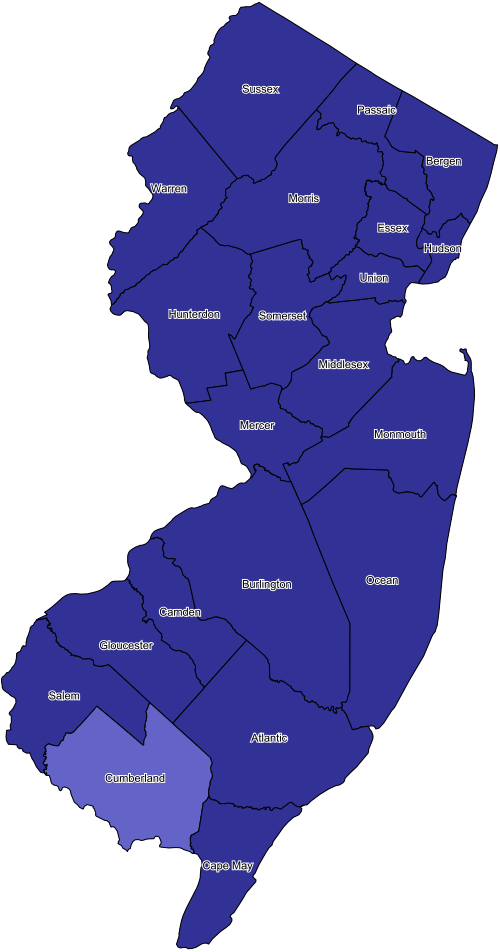 Sussex
Passaic
Bergen
Warren
Morris
Essex
Hudson
Union
Hunterdon
Somerset
Middlesex
Mercer
Monmouth
Ocean
Burlington
Camden
Gloucester
Salem
Atlantic
Cumberland
Cape May